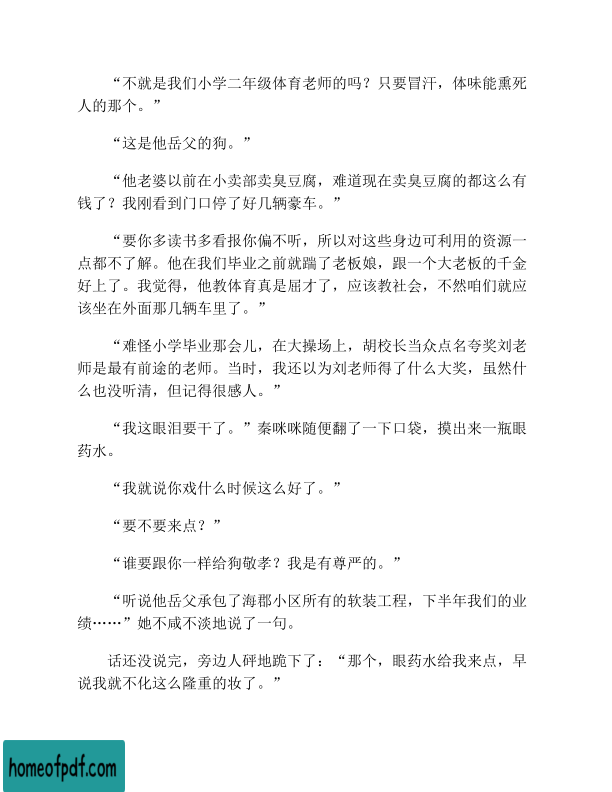 “不就是我们小学二年级体育老师的吗？只要冒汗，体味能熏死
人的那个。”
“这是他岳父的狗。”
“他老婆以前在小卖部卖臭豆腐，难道现在卖臭豆腐的都这么有
钱了？我刚看到门口停了好几辆豪车。”
“要你多读书多看报你偏不听，所以对这些身边可利用的资源一
点都不了解。他在我们毕业之前就踹了老板娘，跟一个大老板的千金
好上了。我觉得，他教体育真是屈才了，应该教社会，不然咱们就应
该坐在外面那几辆车里了。”
“难怪小学毕业那会儿，在大操场上，胡校长当众点名夸奖刘老
师是最有前途的老师。当时，我还以为刘老师得了什么大奖，虽然什
么也没听清，但记得很感人。”
“我这眼泪要干了。”秦咪咪随便翻了一下口袋，摸出来一瓶眼
药水。
“我就说你戏什么时候这么好了。”
“要不要来点？”
“谁要跟你一样给狗敬孝？我是有尊严的。”
“听说他岳父承包了海郡小区所有的软装工程，下半年我们的业
绩……”她不咸不淡地说了一句。
话还没说完，旁边人砰地跪下了：“那个，眼药水给我来点，早
说我就不化这么隆重的妆了。”
homeofpdf.com